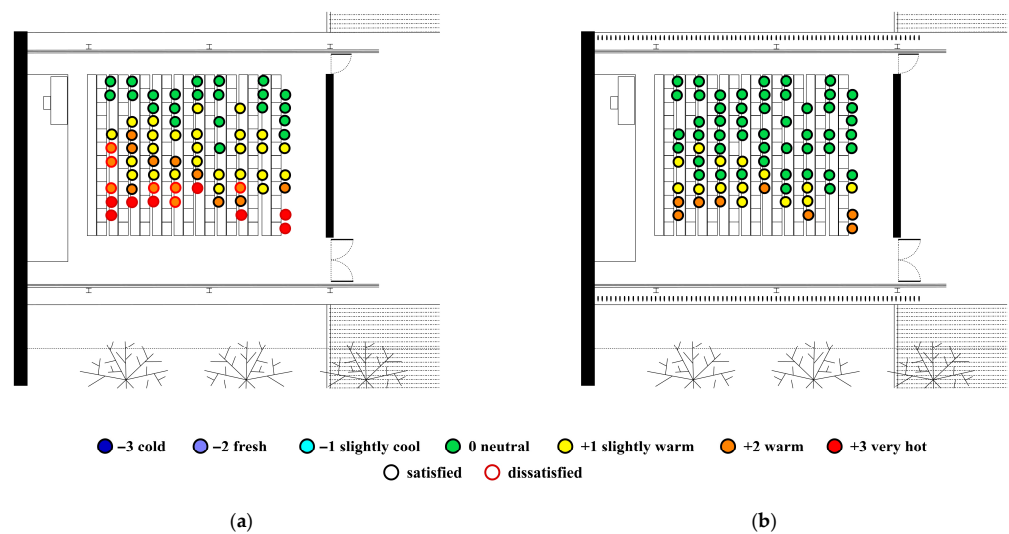 −3 cold −2 fresh −1 slightly cool 0 neutral +1 slightly warm +2 warm +3 very hot
satisfied dissatisfied
(a) (b)